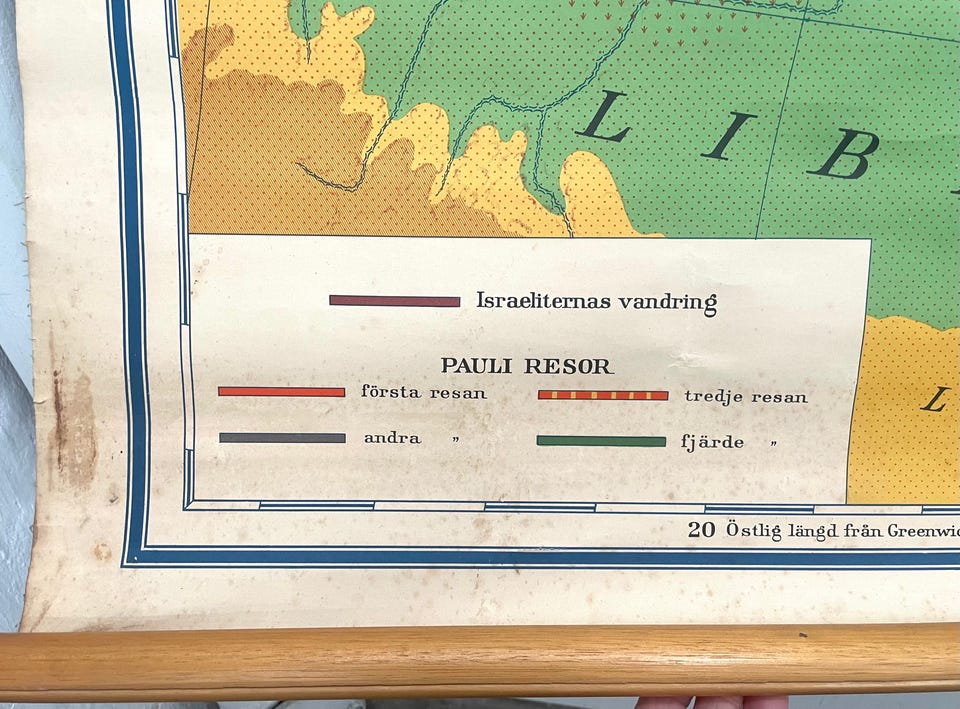 L I B
Israeliternas vandring
PAULI RESOR
första resan
tredje resan
andra „
fjärde „
L
20 Östlig längd från Greenwic